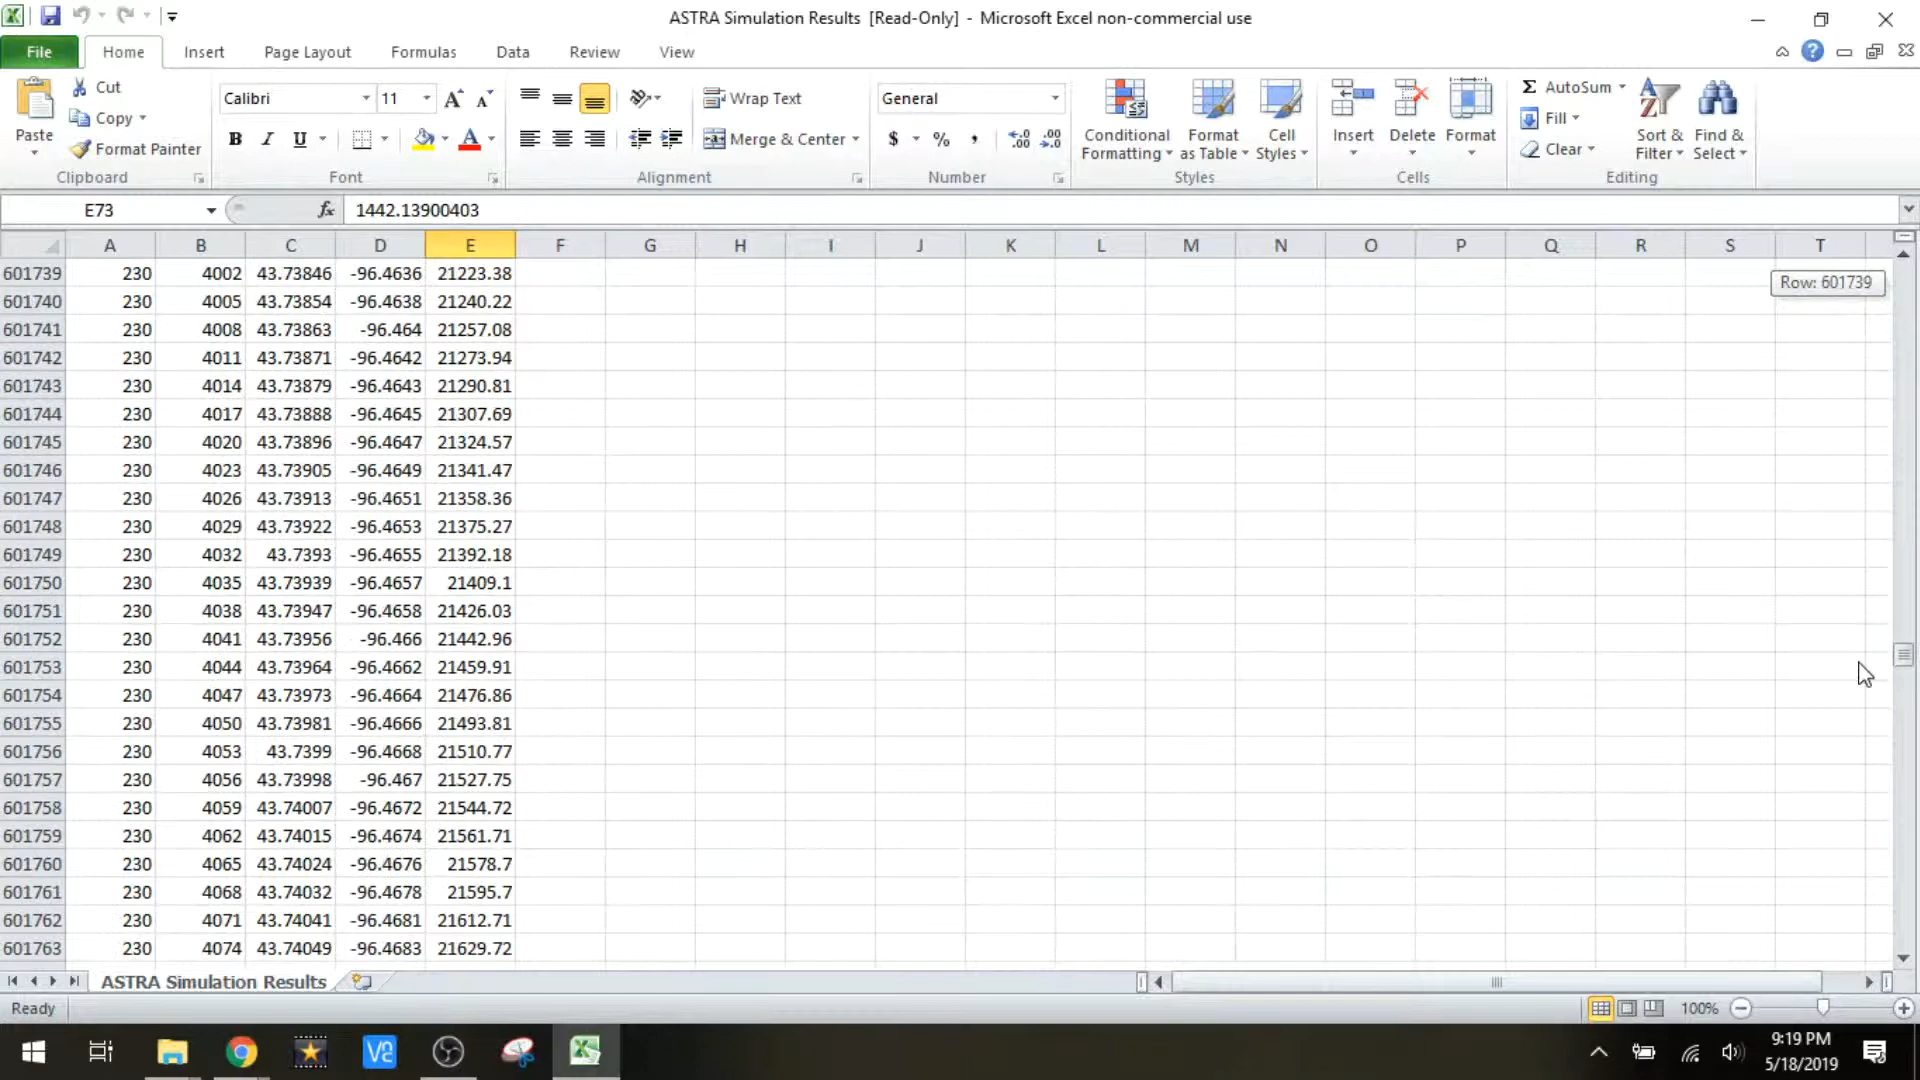 ASTRA Simulation Results [Read-Only] - Microsoft Excel non-commercial use
File Home Insert Page Layout Formulas Data Review View
Paste Cut Copy Format Painter Clipboard
Calibri 11 B I U Font
Wrap Text Merge & Center Alignment
General $ % , Number
Conditional Formatting Format as Table Cell Styles Styles
Insert Delete Format Cells
Σ AutoSum Fill Clear Sort & Filter Find & Select Editing
E73 fx 1442.13900403
A B C D E F G H I J K L M N O P Q R S T
601739 230 4002 43.73846 -96.4636 21223.38
Row: 601739
601740 230 4005 43.73854 -96.4638 21240.22
601741 230 4008 43.73863 -96.464 21257.08
601742 230 4011 43.73871 -96.4642 21273.94
601743 230 4014 43.73879 -96.4643 21290.81
601744 230 4017 43.73888 -96.4645 21307.69
601745 230 4020 43.73896 -96.4647 21324.57
601746 230 4023 43.73905 -96.4649 21341.47
601747 230 4026 43.73913 -96.4651 21358.36
601748 230 4029 43.73922 -96.4653 21375.27
601749 230 4032 43.7393 -96.4655 21392.18
601750 230 4035 43.73939 -96.4657 21409.1
601751 230 4038 43.73947 -96.4658 21426.03
601752 230 4041 43.73956 -96.466 21442.96
601753 230 4044 43.73964 -96.4662 21459.91
601754 230 4047 43.73973 -96.4664 21476.86
601755 230 4050 43.73981 -96.4666 21493.81
601756 230 4053 43.7399 -96.4668 21510.77
601757 230 4056 43.73998 -96.467 21527.75
601758 230 4059 43.74007 -96.4672 21544.72
601759 230 4062 43.74015 -96.4674 21561.71
601760 230 4065 43.74024 -96.4676 21578.7
601761 230 4068 43.74032 -96.4678 21595.7
601762 230 4071 43.74041 -96.4681 21612.71
601763 230 4074 43.74049 -96.4683 21629.72
ASTRA Simulation Results
Ready 100%
9:19 PM
5/18/2019